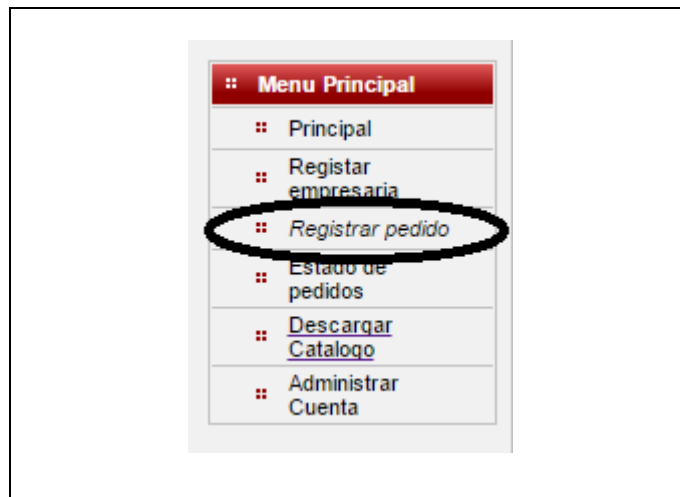 Menu Principal
Principal
Registar
empresaria
Registrar pedido
Estado de
pedidos
Descargar
Catalogo
Administrar
Cuenta